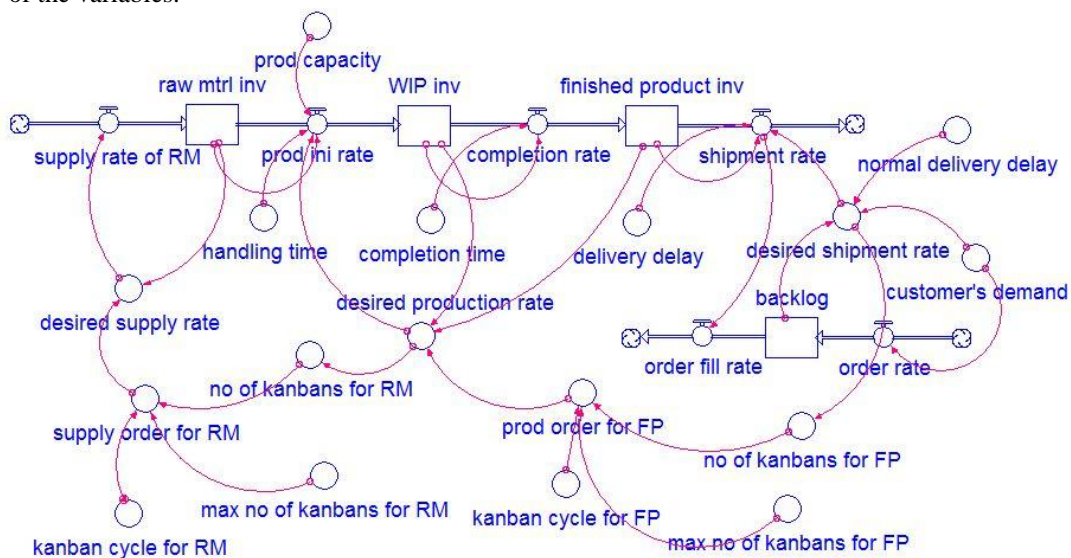 of the variables.
prod capacity
raw mtrl inv
WIP inv
finished product inv
supply rate of RM
prod ini rate
completion rate
shipment rate
normal delivery delay
handling time
completion time
delivery delay
desired shipment rate
customer's demand
desired supply rate
desired production rate
backlog
order fill rate
order rate
no of kanbans for RM
supply order for RM
prod order for FP
no of kanbans for FP
max no of kanbans for RM
kanban cycle for FP
kanban cycle for RM
max no of kanbans for FP